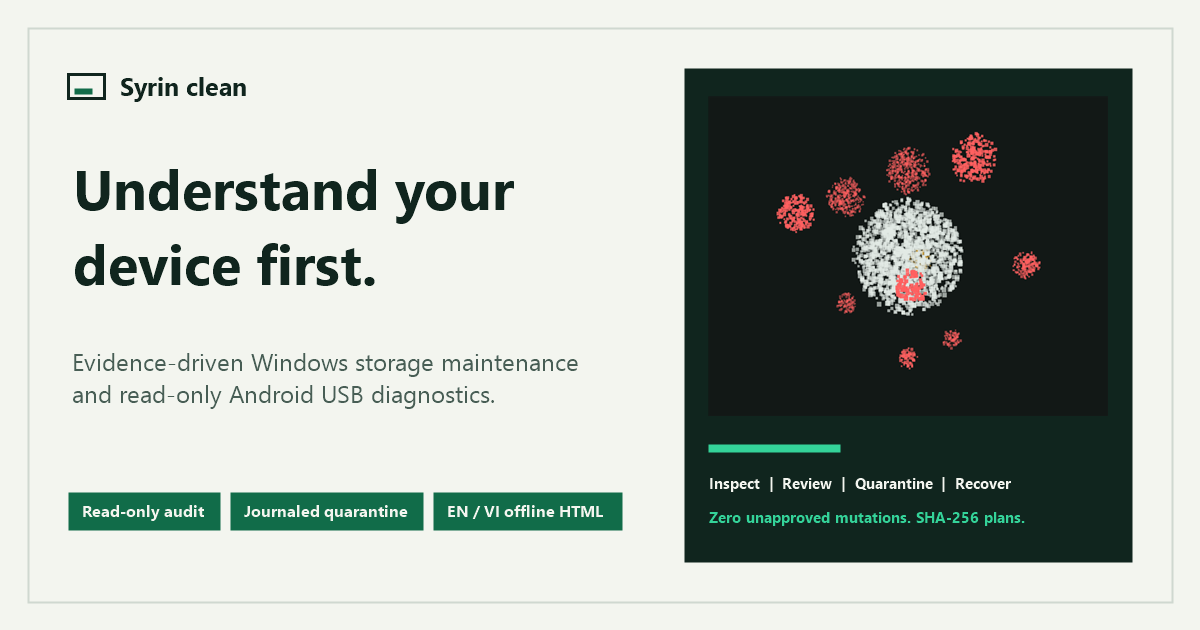 Syrin clean
Understand your
device first.
Evidence-driven Windows storage maintenance
and read-only Android USB diagnostics.
Read-only audit
Journaled quarantine
EN / VI offline HTML
Inspect | Review | Quarantine | Recover
Zero unapproved mutations. SHA-256 plans.